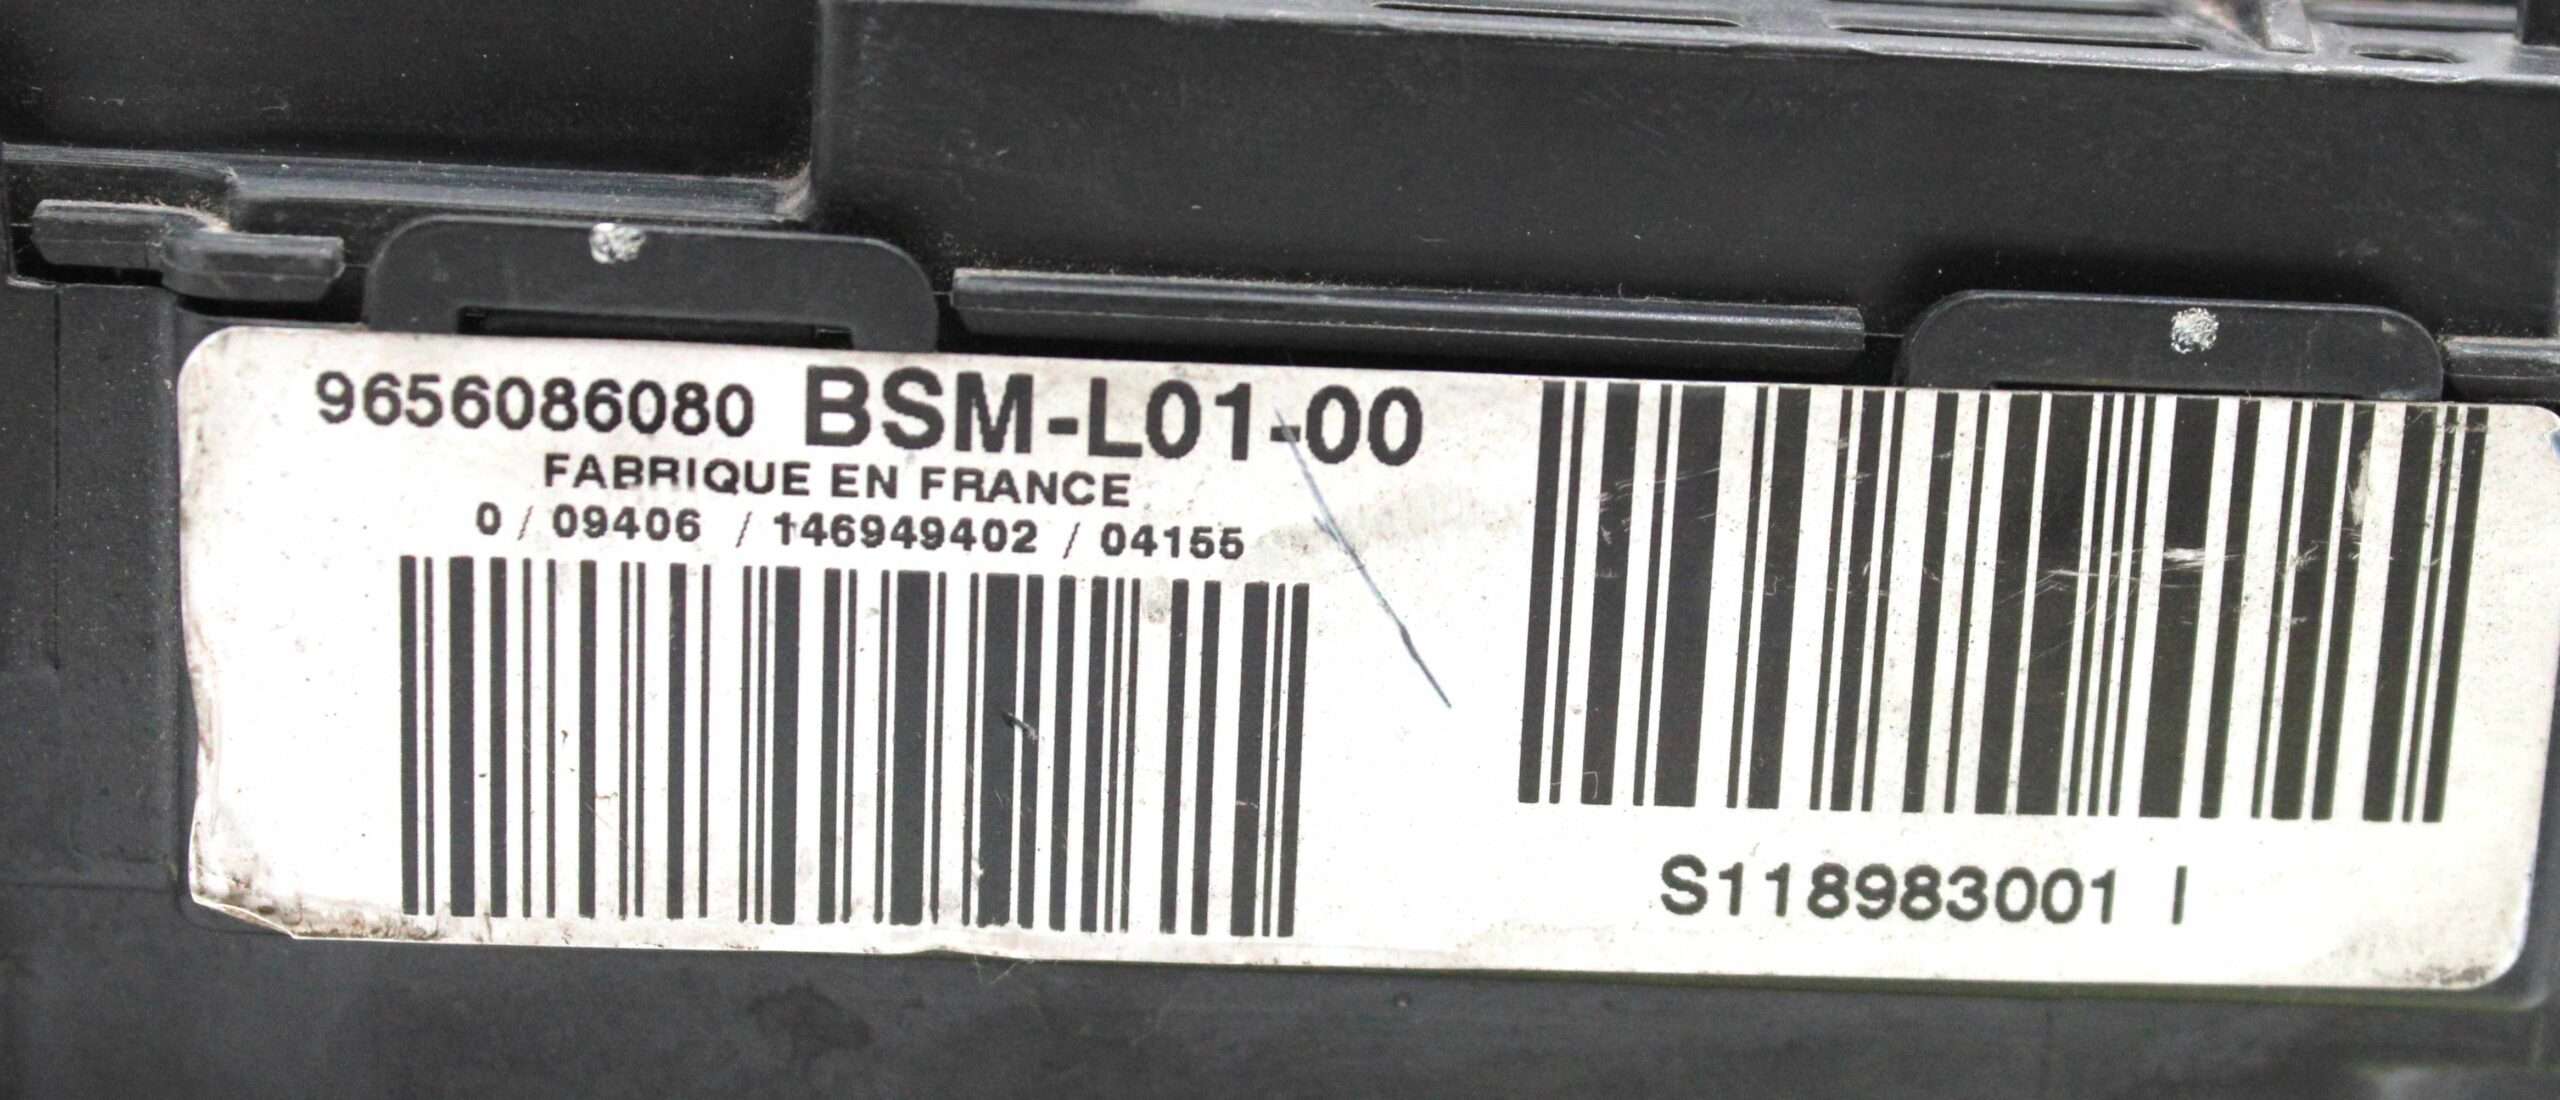 9656086080 BSM-L01-00
FABRIQUE EN FRANCE
0 / 09406 / 146949402 / 04155
S118983001 I